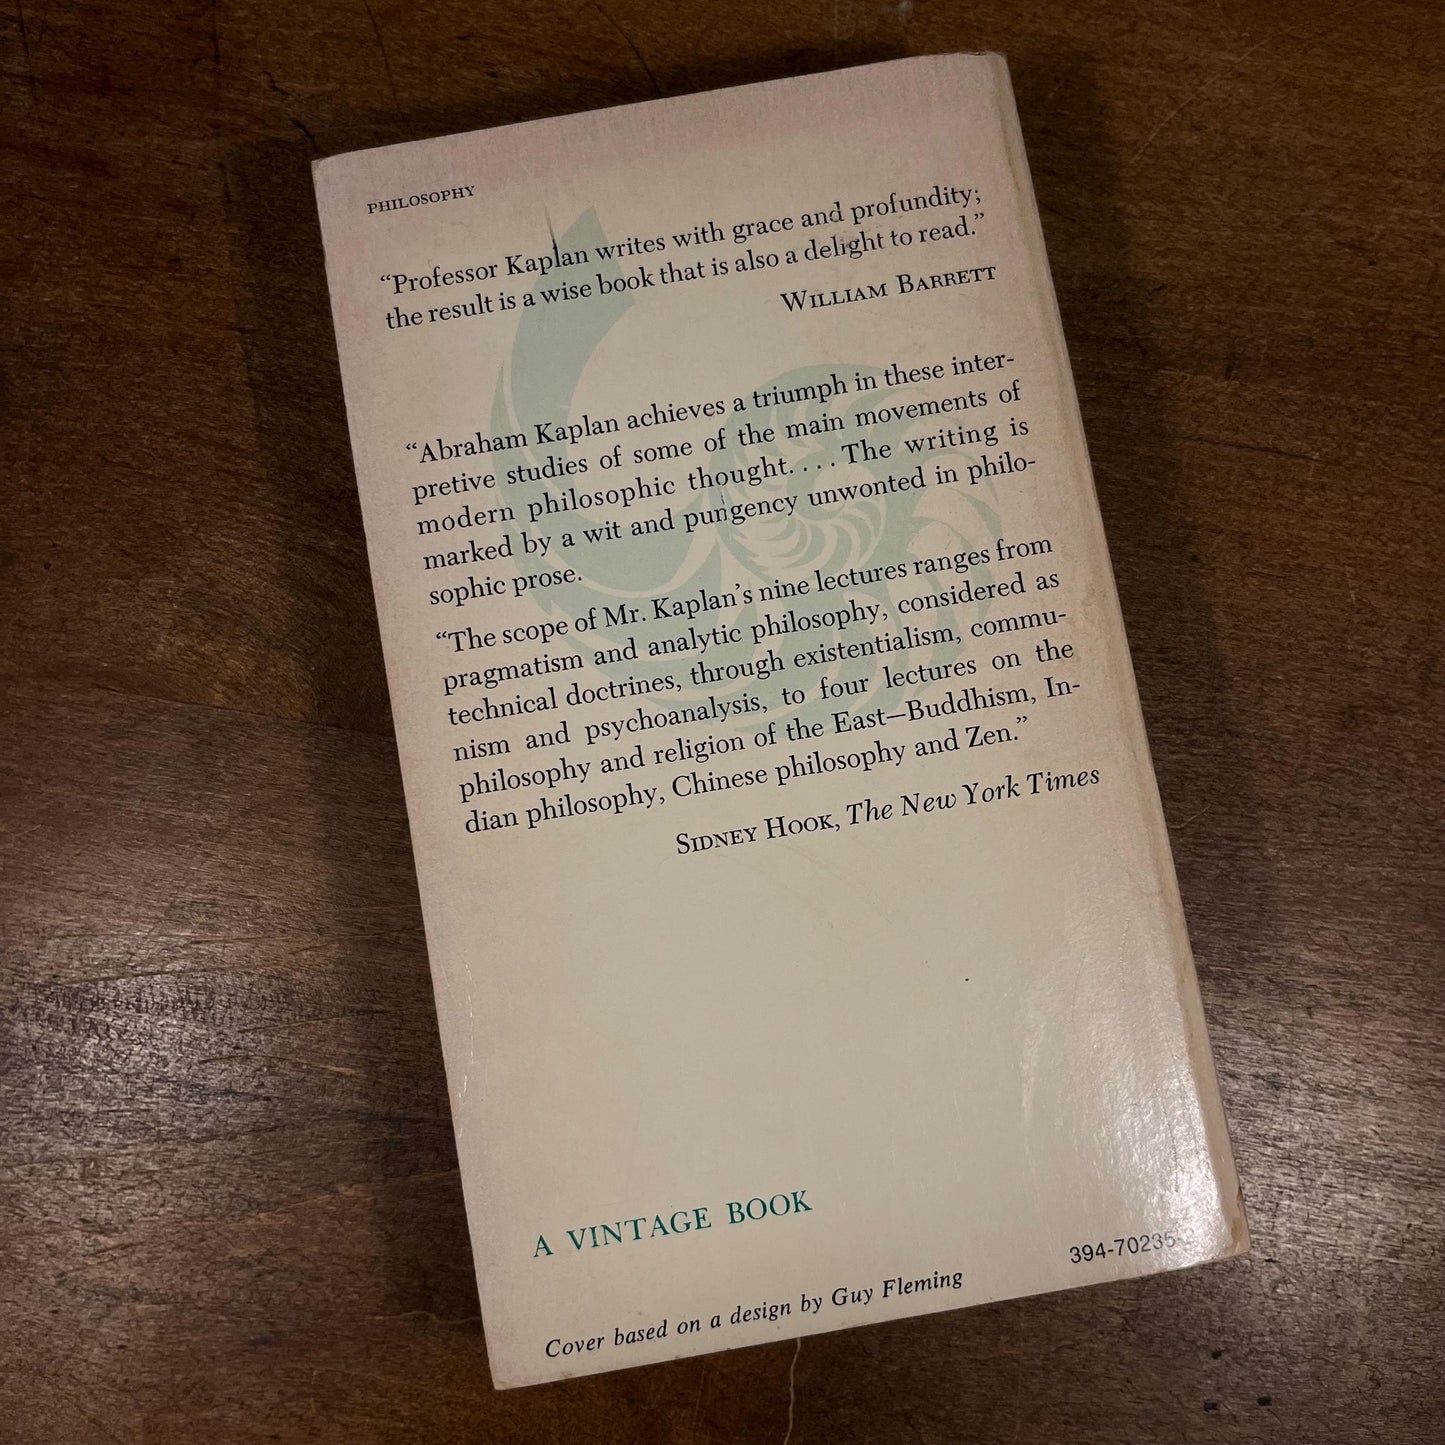 PHILOSOPHY
“Professor Kaplan writes with grace and profundity;
the result is a wise book that is also a delight to read.”
WILLIAM BARRETT
“Abraham Kaplan achieves a triumph in these inter-
pretive studies of some of the main movements of
modern philosophic thought. . . . The writing is
marked by a wit and pungency unwonted in philo-
sophic prose.
“The scope of Mr. Kaplan’s nine lectures ranges from
pragmatism and analytic philosophy, considered as
technical doctrines, through existentialism, commu-
nism and psychoanalysis, to four lectures on the
philosophy and religion of the East—Buddhism, In-
dian philosophy, Chinese philosophy and Zen.”
SIDNEY HOOK, The New York Times
A VINTAGE BOOK
394-70235
Cover based on a design by Guy Fleming